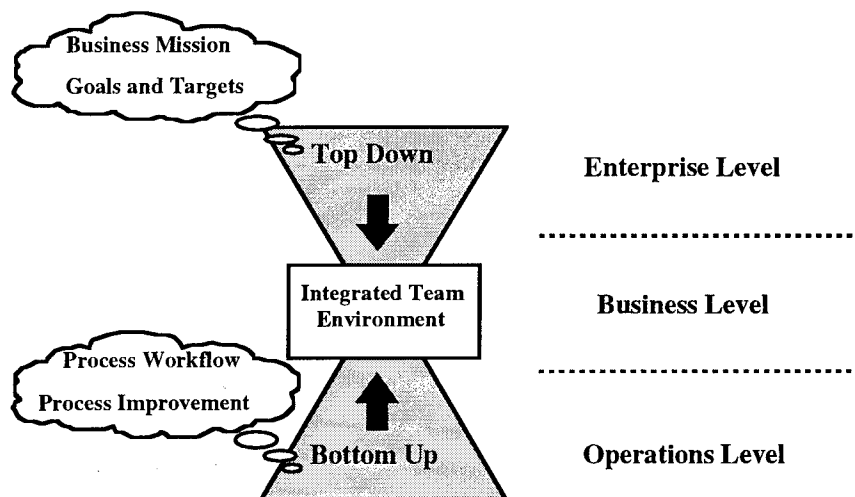 Business Mission
Goals and Targets
Top Down
Enterprise Level
Integrated Team
Environment
Business Level
Process Workflow
Process Improvement
Bottom Up
Operations Level